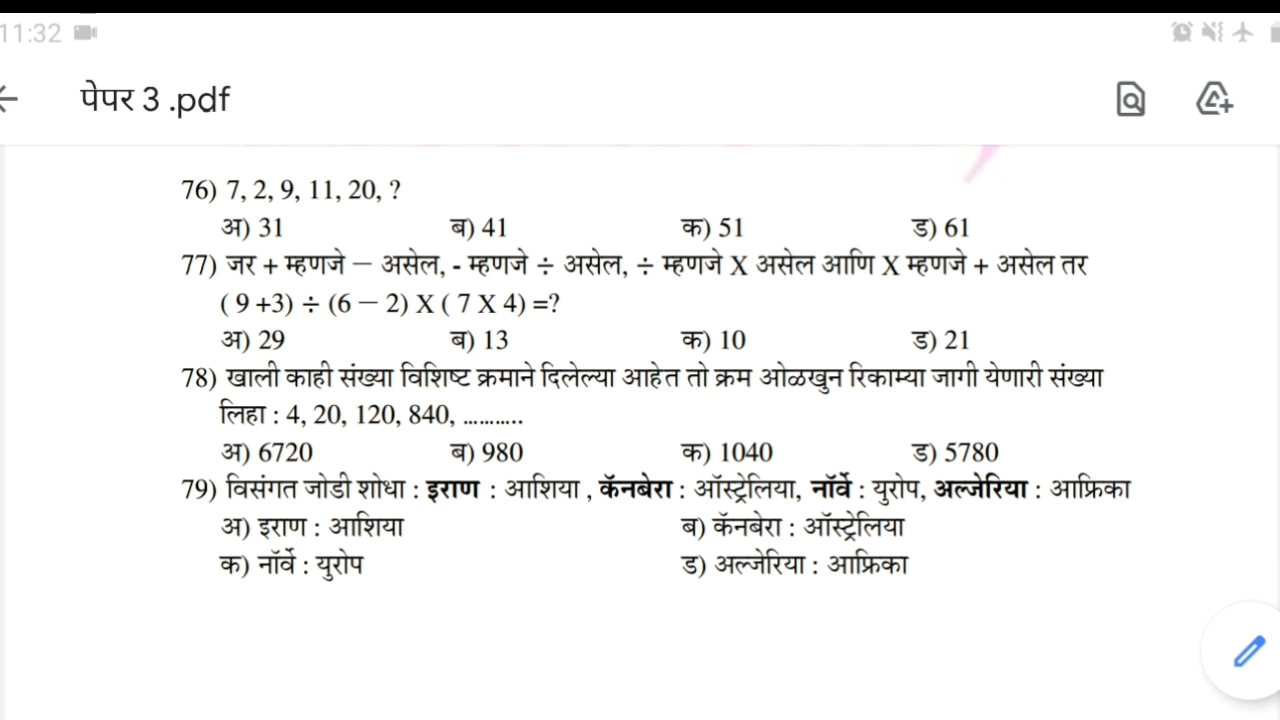 11:32
पेपर 3 .pdf
76) 7, 2, 9, 11, 20, ?
अ) 31 ब) 41 क) 51 ड) 61
77) जर + म्हणजे – असेल, - म्हणजे ÷ असेल, ÷ म्हणजे X असेल आणि X म्हणजे + असेल तर
( 9 +3) ÷ (6 – 2) X ( 7 X 4) =?
अ) 29 ब) 13 क) 10 ड) 21
78) खाली काही संख्या विशिष्ट क्रमाने दिलेल्या आहेत तो क्रम ओळखुन रिकाम्या जागी येणारी संख्या
लिहा : 4, 20, 120, 840, ...........
अ) 6720 ब) 980 क) 1040 ड) 5780
79) विसंगत जोडी शोधा : इराण : आशिया , कॅनबेरा : ऑस्ट्रेलिया, नॉर्वे : युरोप, अल्जेरिया : आफ्रिका
अ) इराण : आशिया ब) कॅनबेरा : ऑस्ट्रेलिया
क) नॉर्वे : युरोप ड) अल्जेरिया : आफ्रिका